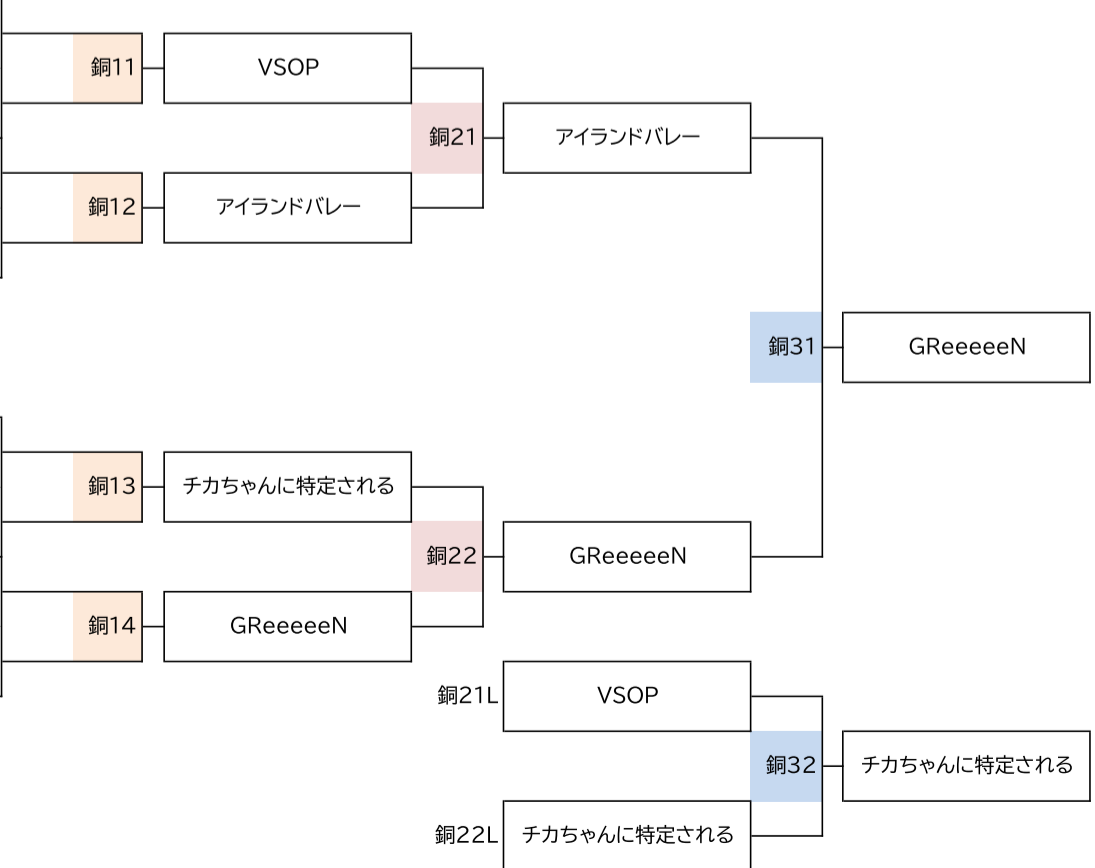 銅11
VSOP
銅21
アイランドバレー
銅12
アイランドバレー
銅31
GReeeeeN
銅13
チカちゃんに特定される
銅22
GReeeeeN
銅14
GReeeeeN
銅21L
VSOP
銅32
チカちゃんに特定される
銅22L
チカちゃんに特定される